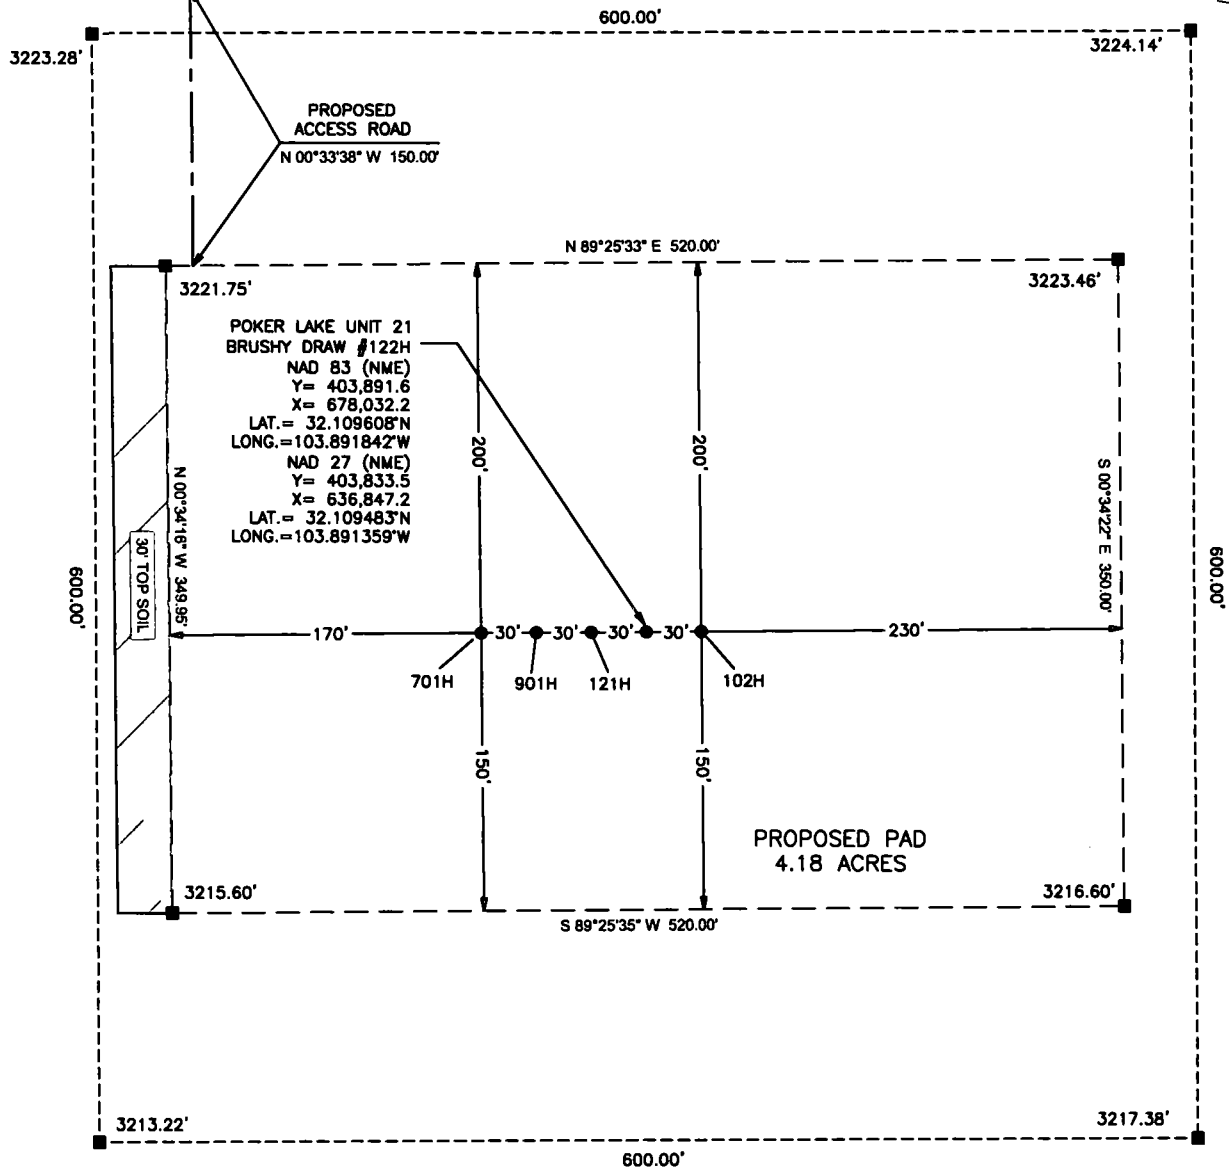 600.00'
3223.28'
3224.14'
PROPOSED
ACCESS ROAD
N 00°33'38" W 150.00'
N 89°25'33" E 520.00'
3221.75'
3223.46'
POKER LAKE UNIT 21
BRUSHY DRAW #122H
NAD 83 (NME)
Y= 403,891.6
X= 678,032.2
LAT.= 32.109608°N
LONG.=103.891842°W
NAD 27 (NME)
Y= 403,833.5
X= 636,847.2
LAT.= 32.109483°N
LONG.=103.891359°W
200'
200'
N 00°34'16" W 349.95'
S 00°34'22" E 350.00'
30' TOP SOIL
600.00'
600.00'
170'
30'
30'
30'
30'
230'
701H
901H
121H
102H
150'
150'
PROPOSED PAD
4.18 ACRES
3215.60'
3216.60'
S 89°25'35" W 520.00'
3213.22'
3217.38'
600.00'